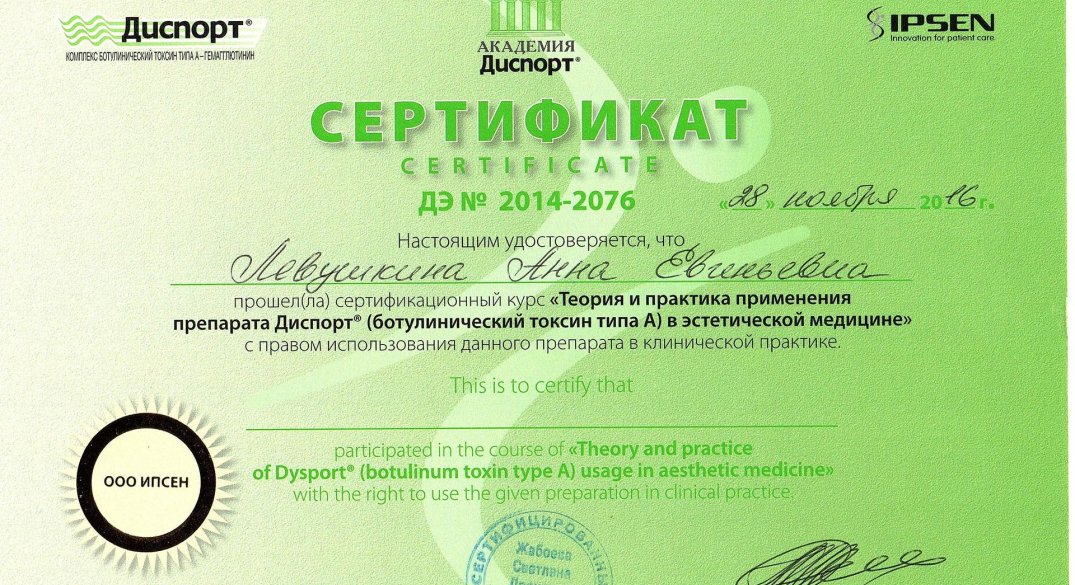 Диспорт®
КОМПЛЕКС БОТУЛИНИЧЕСКИЙ ТОКСИН ТИПА А–ГЕМАГГЛЮТИНИН
АКАДЕМИЯ
Диспорт®
IPSEN
Innovation for patient care
СЕРТИФИКАТ
CERTIFICATE
ДЭ № 2014-2076
«28» ноября 2016 г.
Настоящим удостоверяется, что
Левушкина Анна Евгеньевна
прошел(ла) сертификационный курс «Теория и практика применения
препарата Диспорт® (ботулинический токсин типа А) в эстетической медицине»
с правом использования данного препарата в клинической практике.
This is to certify that
participated in the course of «Theory and practice
of Dysport® (botulinum toxin type A) usage in aesthetic medicine»
with the right to use the given preparation in clinical practice.
ООО ИПСЕН
СЕРТИФИЦИРОВАННЫЙ
Жабоева
Светлана